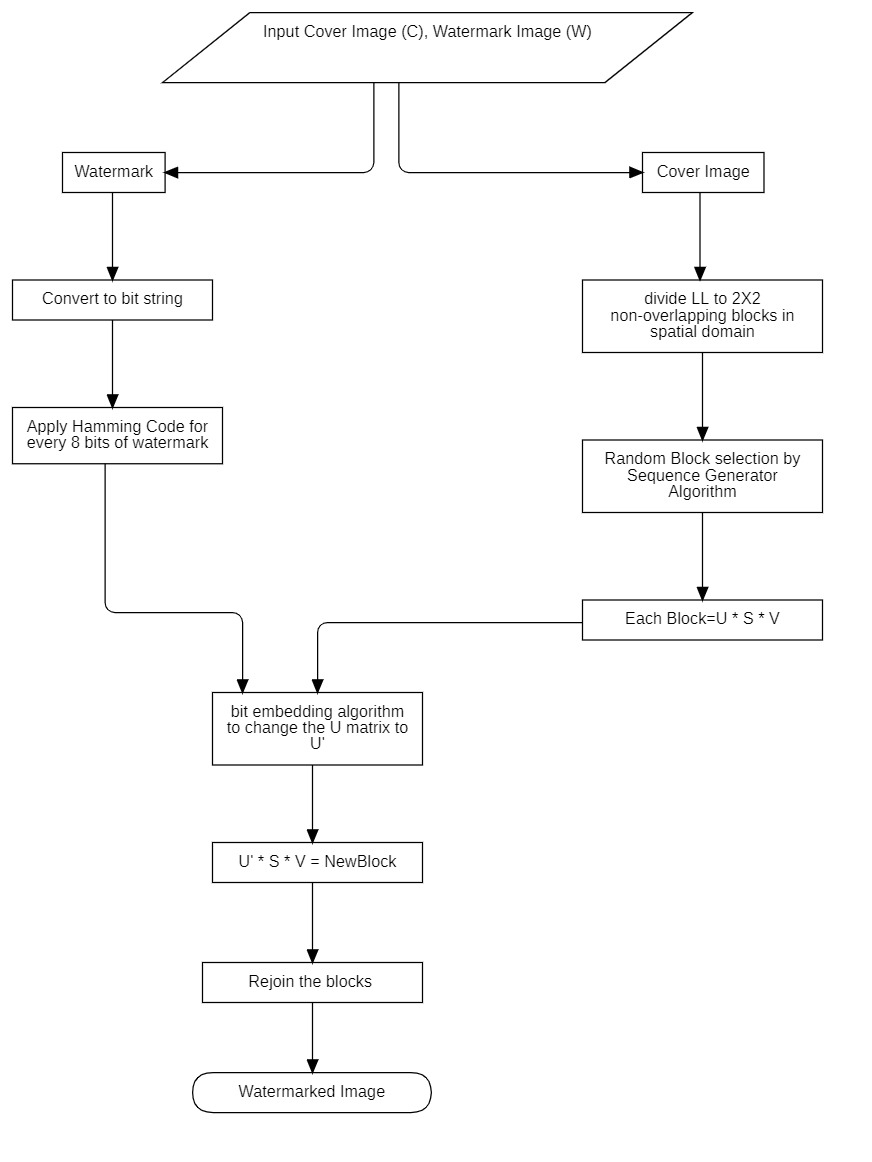 Input Cover Image (C), Watermark Image (W)
Watermark
Cover Image
Convert to bit string
divide LL to 2X2
non-overlapping blocks in
spatial domain
Apply Hamming Code for
every 8 bits of watermark
Random Block selection by
Sequence Generator
Algorithm
Each Block=U * S * V
bit embedding algorithm
to change the U matrix to
U'
U' * S * V = NewBlock
Rejoin the blocks
Watermarked Image